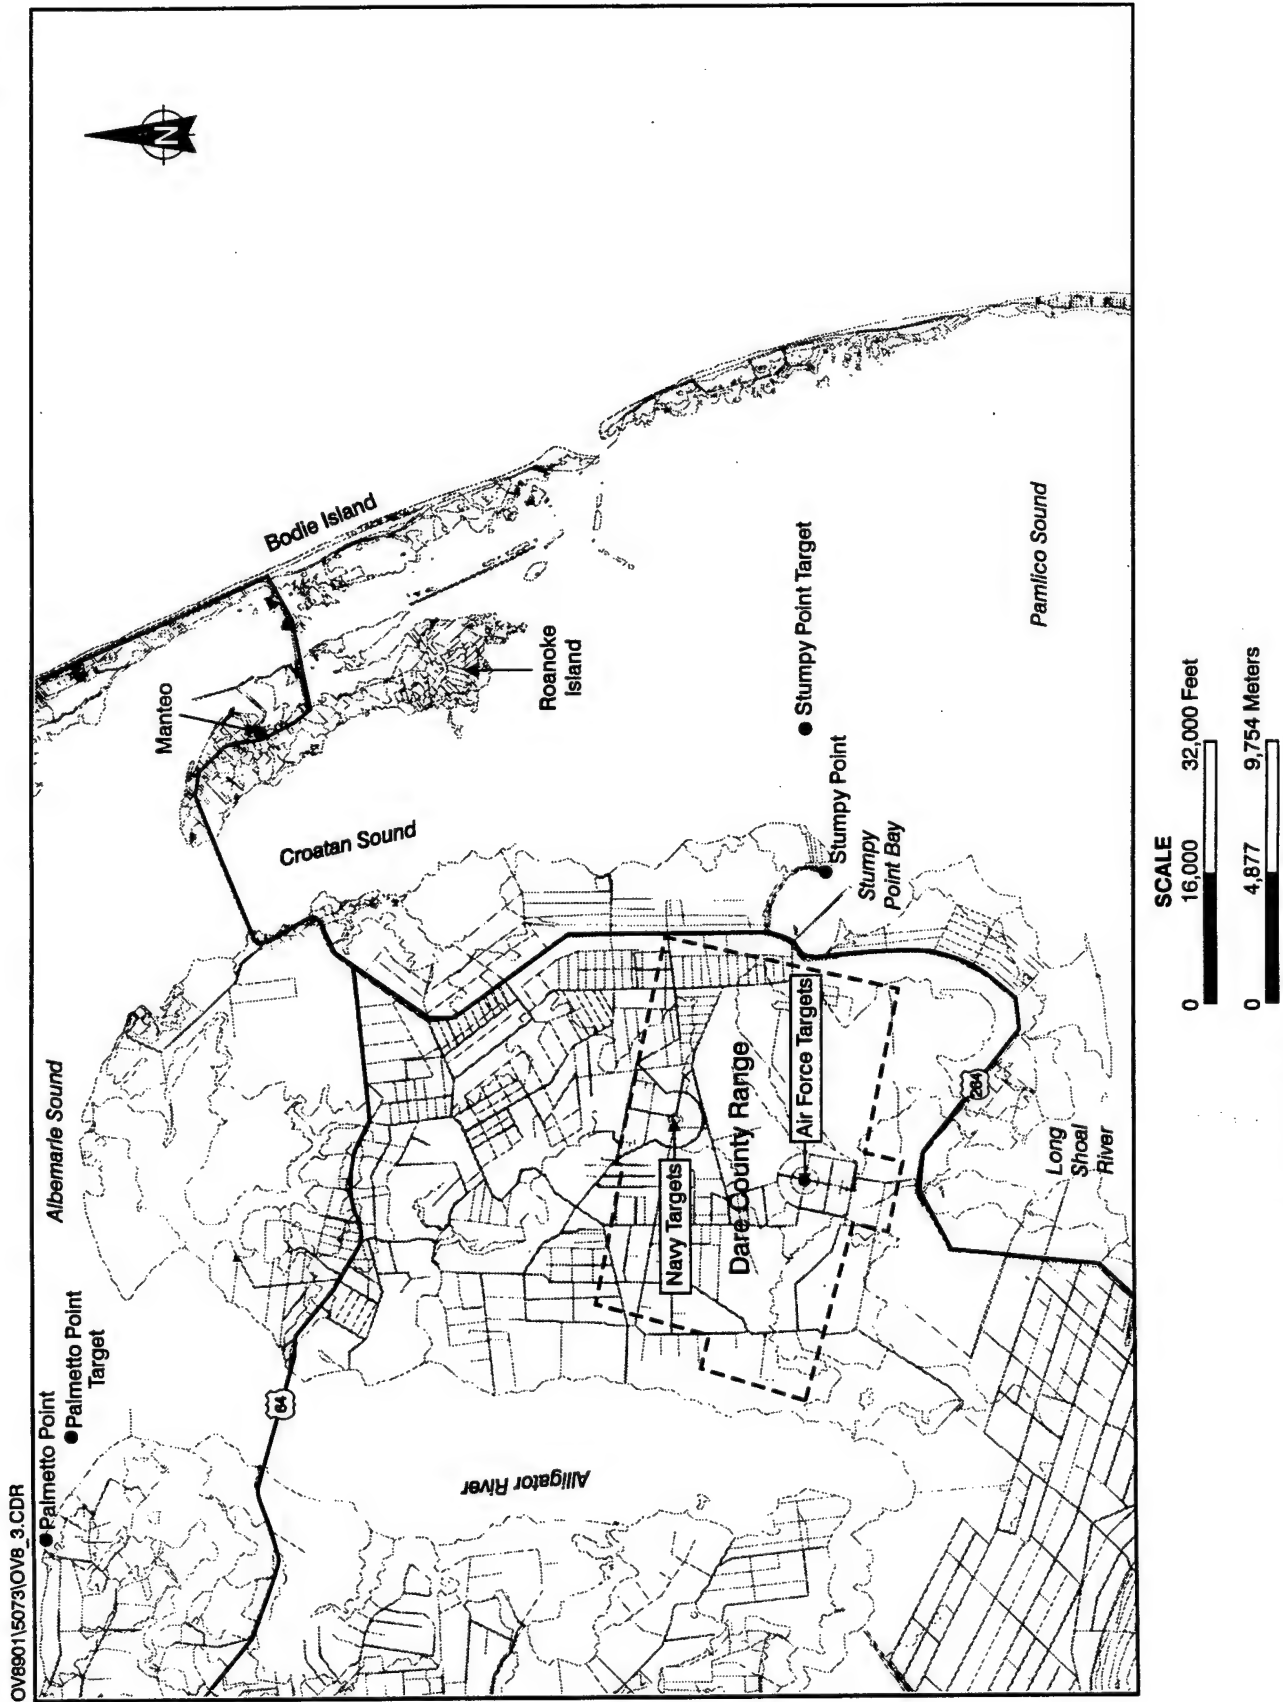 OV8901\5073\OV8_3.CDR
N
Palmetto Point
Palmetto Point
Target
Albemarle Sound
Manteo
Bodie Island
Croatan Sound
Roanoke
Island
64
Alligator River
Navy Targets
Dare County Range
Air Force Targets
Stumpy Point Target
Stumpy Point
Stumpy
Point Bay
Pamlico Sound
264
Long
Shoal
River
SCALE
0 16,000 32,000 Feet
0 4,877 9,754 Meters